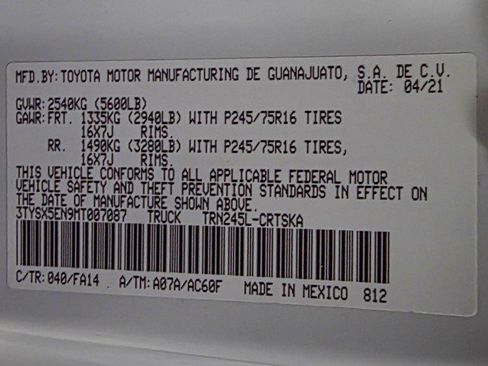 MFD.BY: TOYOTA MOTOR MANUFACTURING DE GUANAJUATO, S.A. DE C.V.
DATE: 04/21
GVWR: 2540KG (5600LB)
GAWR: FRT. 1335KG (2940LB) WITH P245/75R16 TIRES
16X7J RIMS.
RR. 1490KG (3280LB) WITH P245/75R16 TIRES,
16X7J RIMS.
THIS VEHICLE CONFORMS TO ALL APPLICABLE FEDERAL MOTOR
VEHICLE SAFETY AND THEFT PREVENTION STANDARDS IN EFFECT ON
THE DATE OF MANUFACTURE SHOWN ABOVE.
3TYSX5EN9MT007087 TRUCK TRN245L-CRTSKA
C/TR: 040/FA14 A/TM: A07A/AC60F MADE IN MEXICO 812